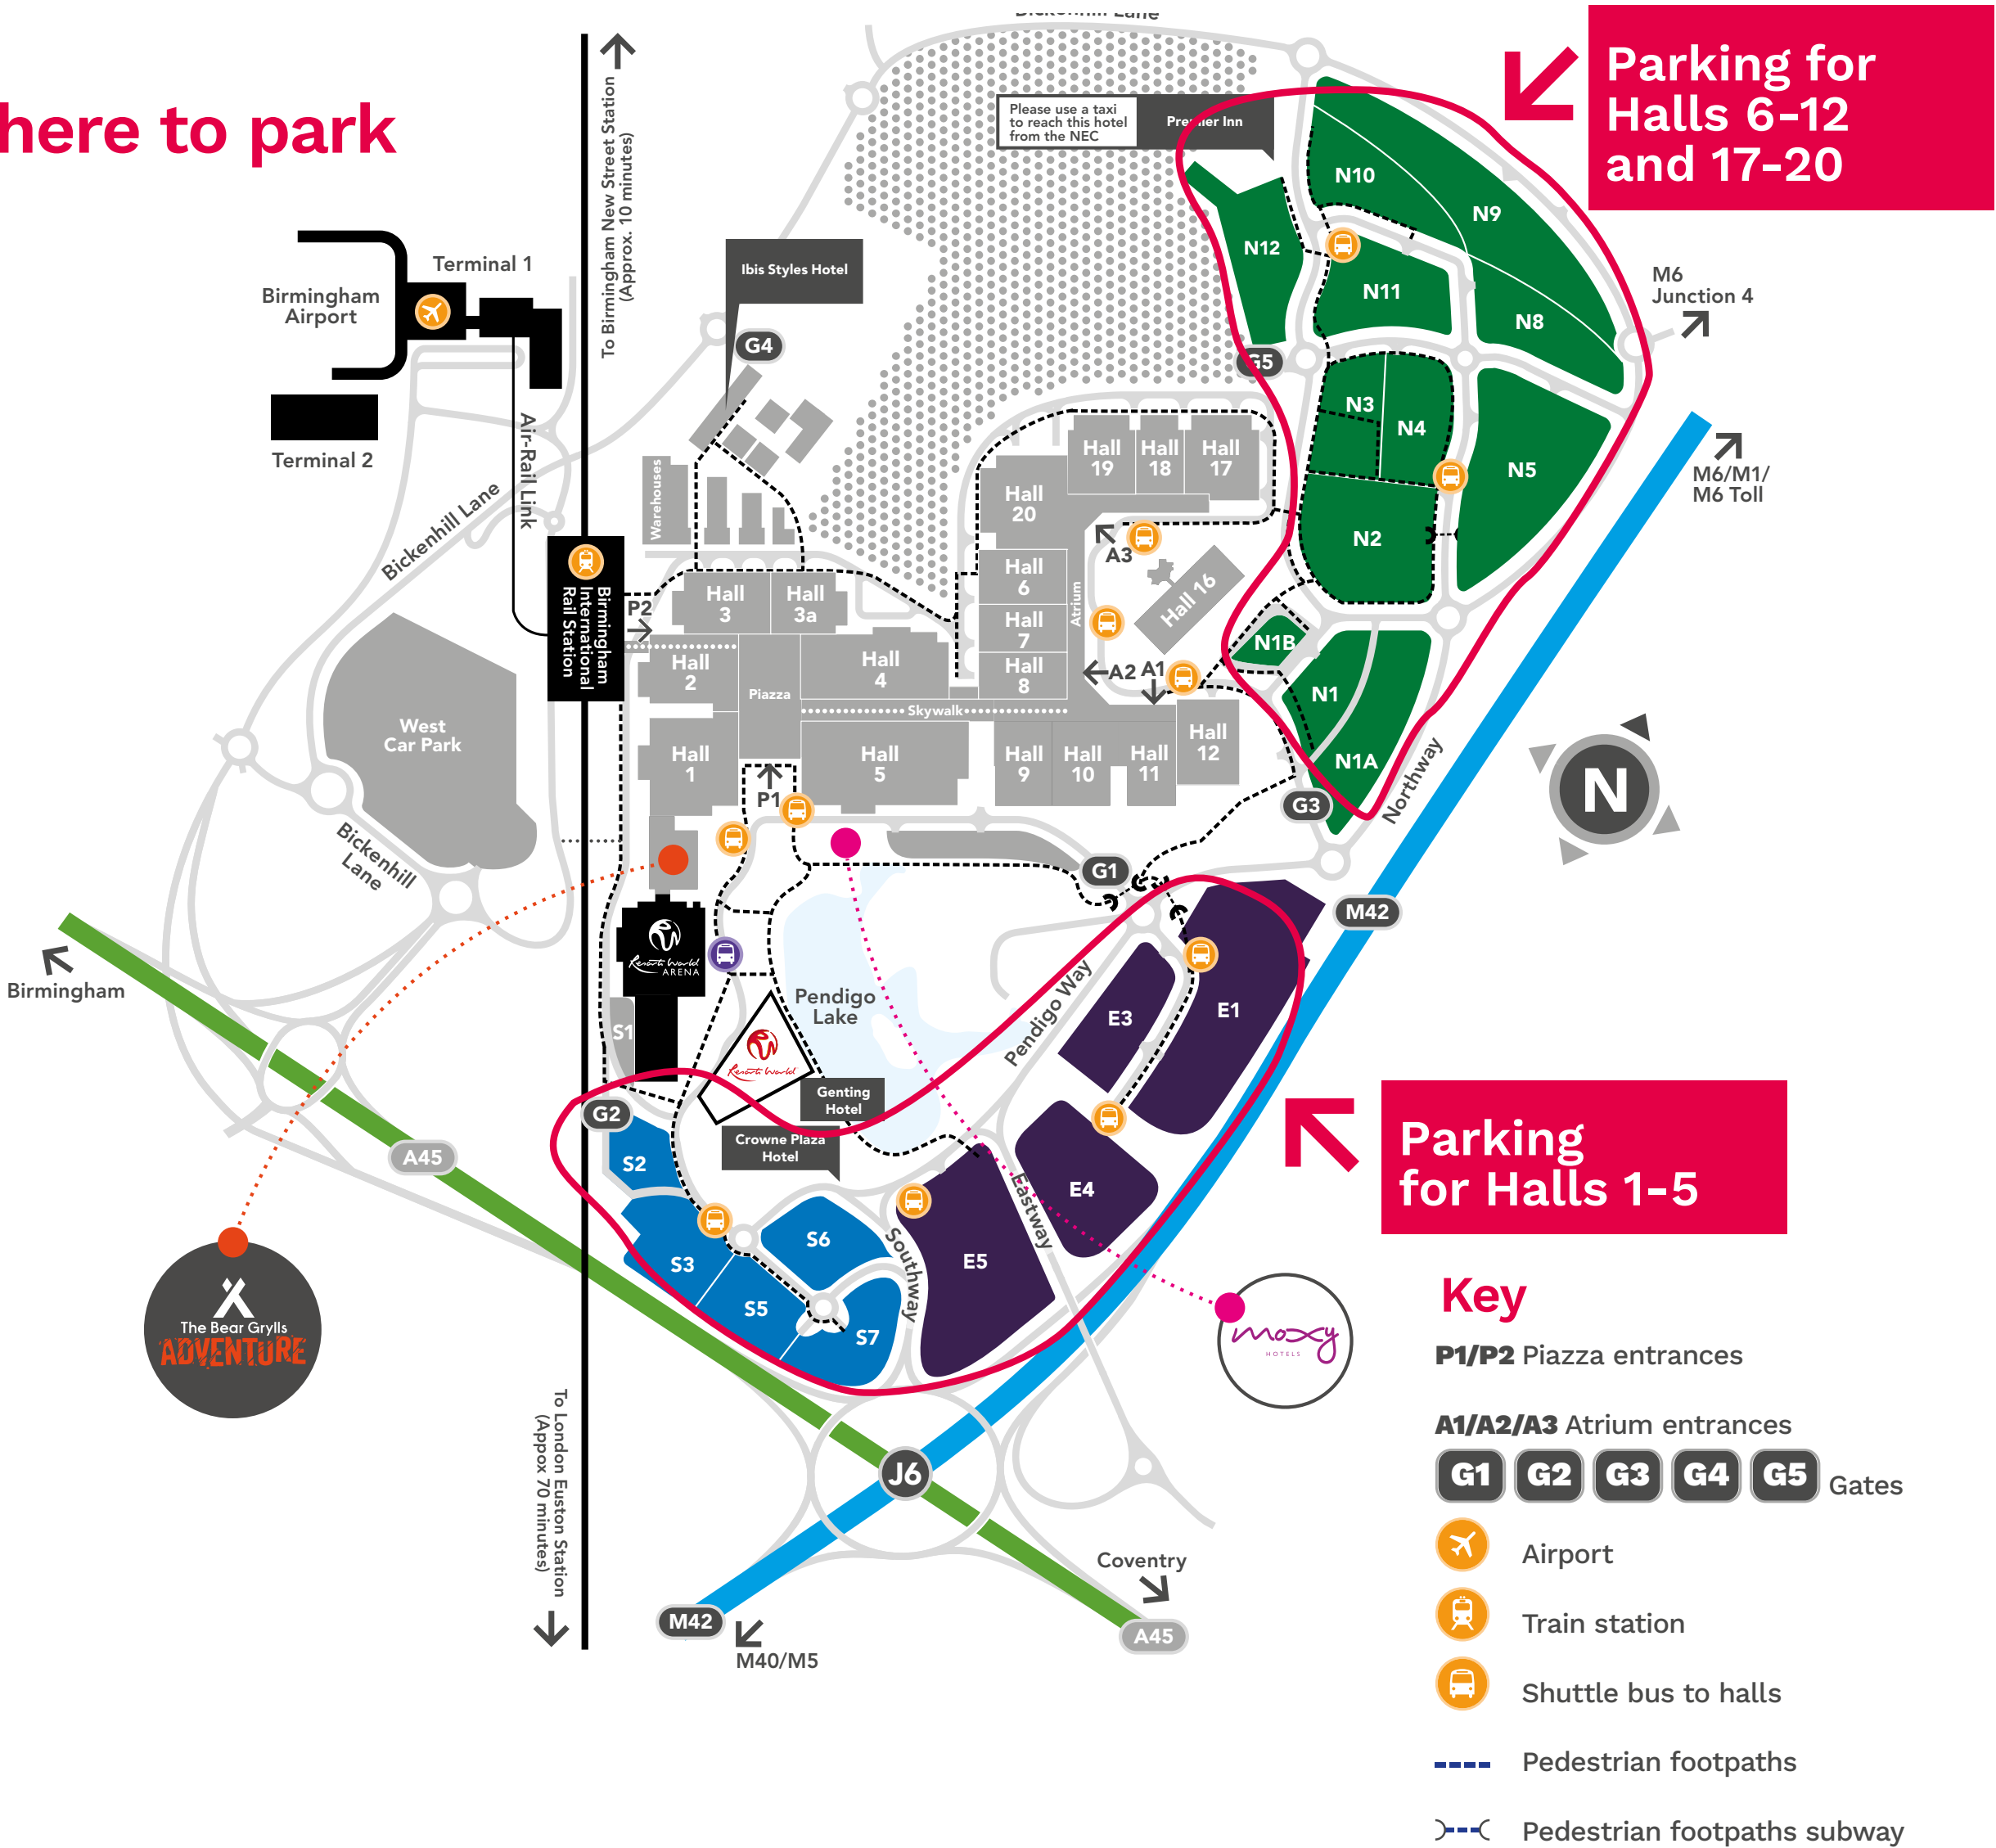 here to park
Bickenhill Lane
Parking for
Halls 6-12
and 17-20
Please use a taxi
to reach this hotel
from the NEC
Premier Inn
To Birmingham New Street Station
(Approx. 10 minutes)
N10
N9
N12
N11
N8
M6
Junction 4
Terminal 1
Birmingham
Airport
Terminal 2
Air-Rail Link
Ibis Styles Hotel
G4
G5
N3
N4
N5
N2
M6/M1/
M6 Toll
Bickenhill Lane
Warehouses
Hall
19
Hall
18
Hall
17
Hall
20
A3
Hall
6
Hall
7
Hall
8
Atrium
Hall 16
A2
A1
N1B
N1
N1A
Northway
Birmingham
International
Rail Station
P2
Hall
3
Hall
3a
Hall
2
Piazza
Hall
4
Skywalk
Hall
1
Hall
5
Hall
9
Hall
10
Hall
11
Hall
12
P1
G3
N
West
Car Park
Bickenhill
Lane
G1
M42
Resorts World
ARENA
Birmingham
Pendigo
Lake
Pendigo Way
E3
E1
S1
Resorts World
Genting
Hotel
Crowne Plaza
Hotel
G2
A45
S2
S3
S5
S6
S7
Southway
E5
Eastway
E4
Parking
for Halls 1-5
The Bear Grylls
ADVENTURE
moxy
HOTELS
To London Euston Station
(Appox 70 minutes)
J6
M42
M40/M5
Coventry
A45
Key
P1/P2 Piazza entrances
A1/A2/A3 Atrium entrances
G1 G2 G3 G4 G5 Gates
Airport
Train station
Shuttle bus to halls
Pedestrian footpaths
Pedestrian footpaths subway